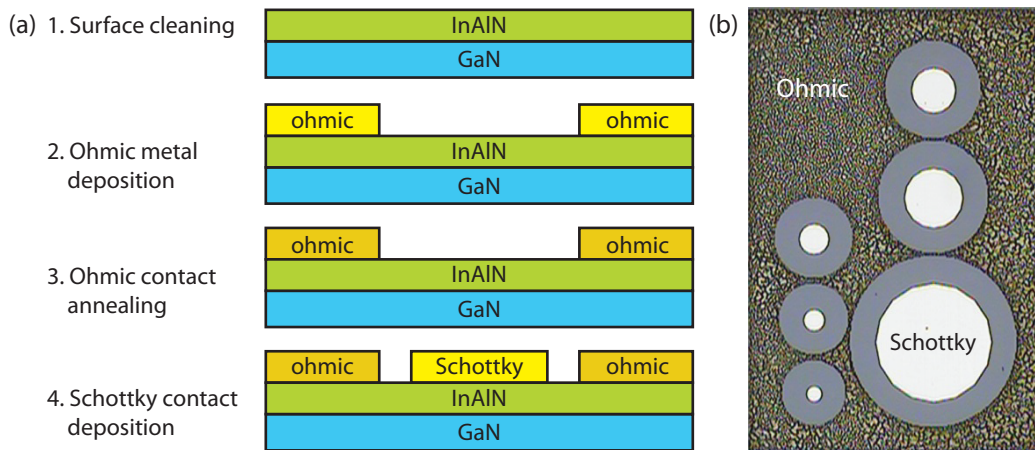 (a) 1. Surface cleaning
InAlN
GaN
ohmic ohmic
2. Ohmic metal
deposition
InAlN
GaN
ohmic ohmic
3. Ohmic contact
annealing
InAlN
GaN
ohmic Schottky ohmic
4. Schottky contact
deposition
InAlN
GaN
(b)
Ohmic
Schottky